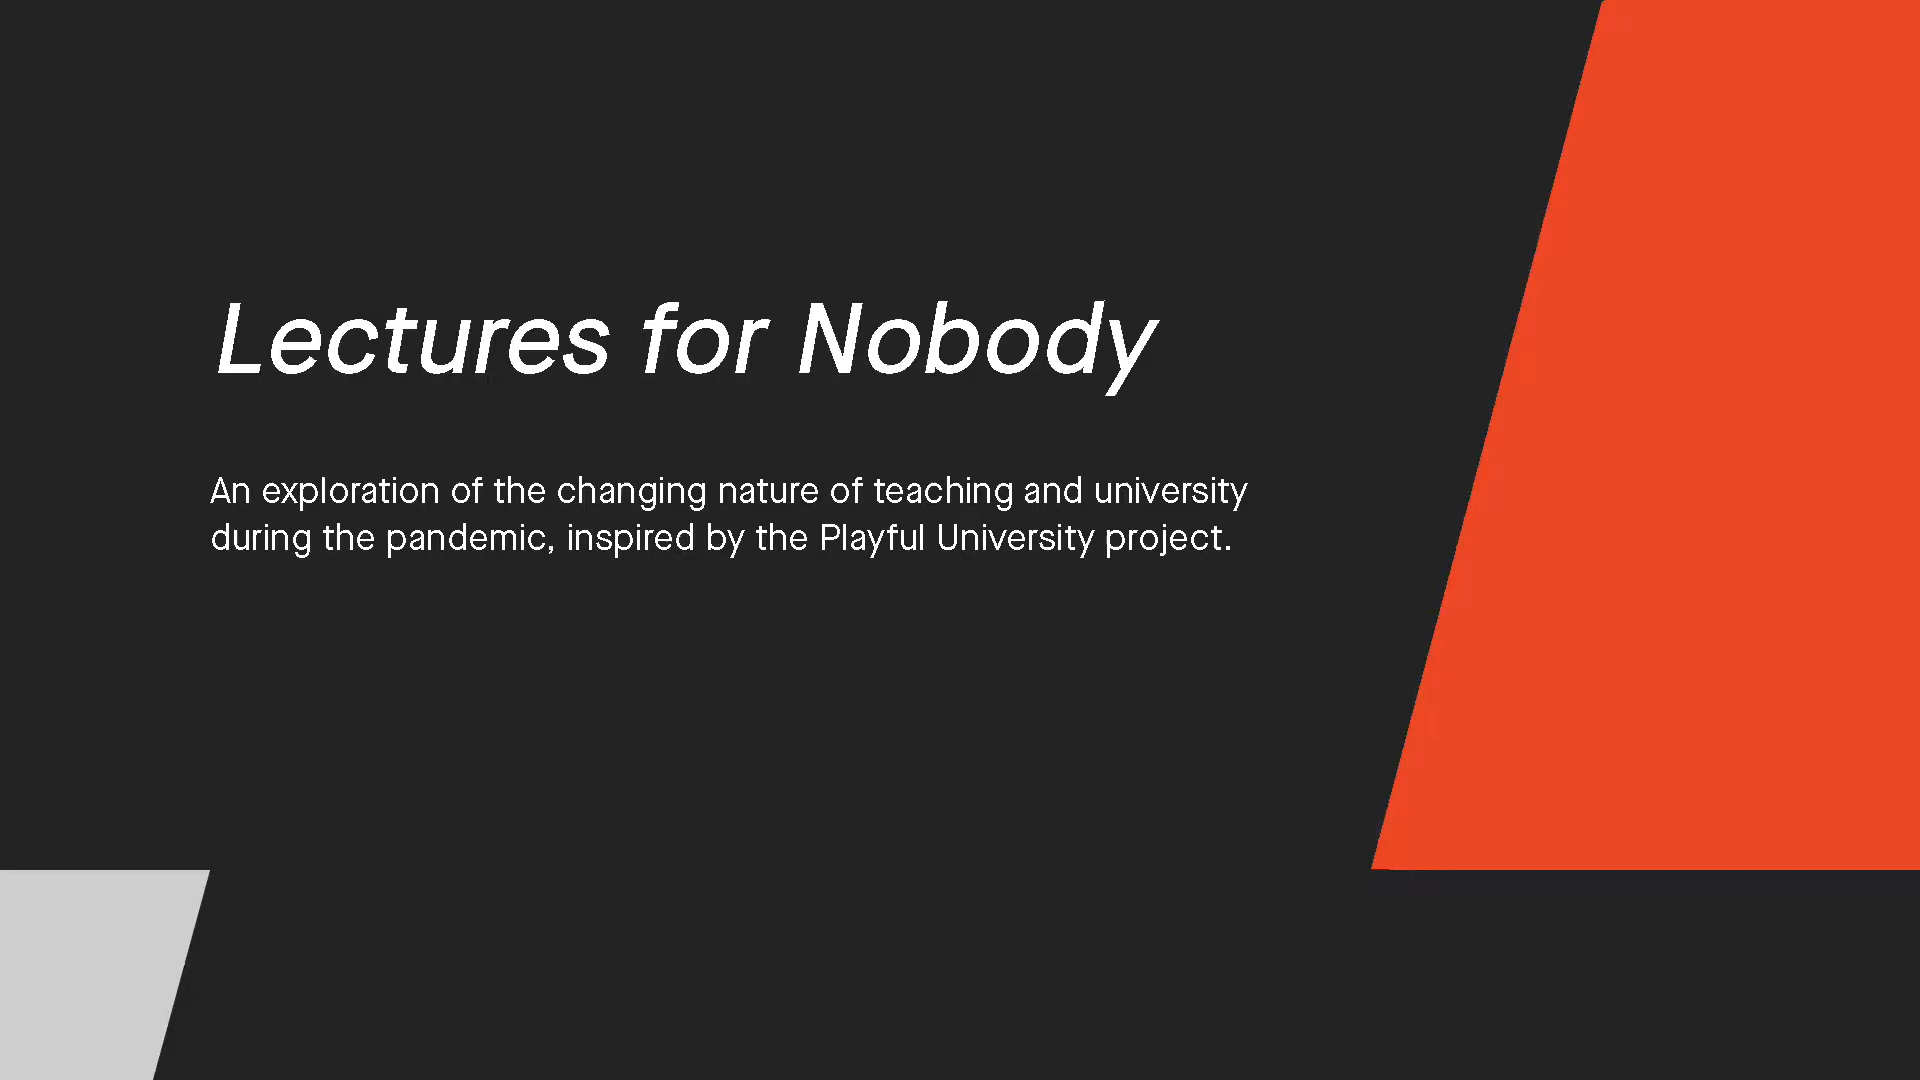 Lectures for Nobody
An exploration of the changing nature of teaching and university
during the pandemic, inspired by the Playful University project.